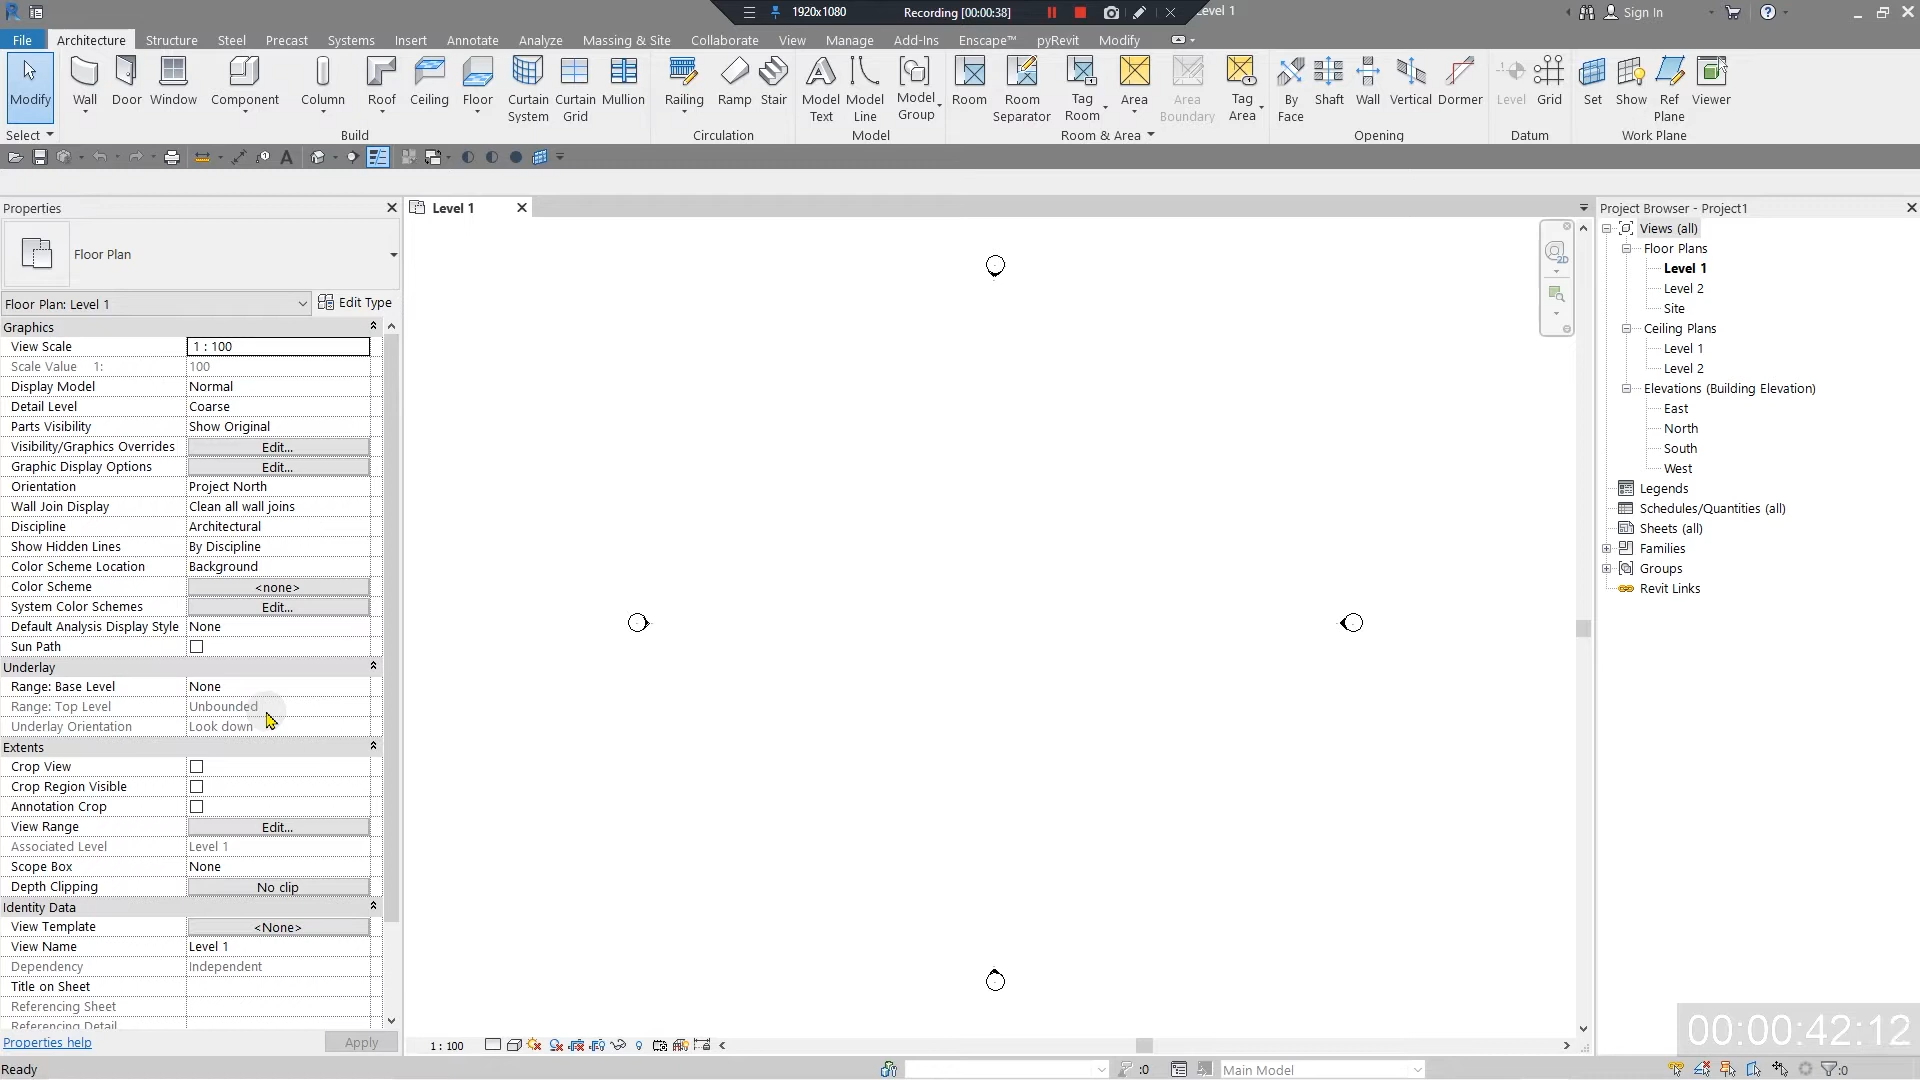 1920x1080
Recording [00:00:38]
Level 1
Sign In
File
Architecture
Structure
Steel
Precast
Systems
Insert
Annotate
Analyze
Massing & Site
Collaborate
View
Manage
Add-Ins
Enscape™
pyRevit
Modify
Modify
Wall
Door
Window
Component
Column
Roof
Ceiling
Floor
Curtain System
Curtain Grid
Mullion
Railing
Ramp
Stair
Model Text
Model Line
Model Group
Room
Room Separator
Tag Room
Area
Area Boundary
Tag Area
By Face
Shaft
Wall
Vertical
Dormer
Level
Grid
Set
Show
Ref Plane
Viewer
Select
Build
Circulation
Model
Room & Area
Opening
Datum
Work Plane
Properties
Floor Plan
Floor Plan: Level 1
Edit Type
Graphics
View Scale 1 : 100
Scale Value 1: 100
Display Model Normal
Detail Level Coarse
Parts Visibility Show Original
Visibility/Graphics Overrides Edit...
Graphic Display Options Edit...
Orientation Project North
Wall Join Display Clean all wall joins
Discipline Architectural
Show Hidden Lines By Discipline
Color Scheme Location Background
Color Scheme <none>
System Color Schemes Edit...
Default Analysis Display Style None
Sun Path
Underlay
Range: Base Level None
Range: Top Level Unbounded
Underlay Orientation Look down
Extents
Crop View
Crop Region Visible
Annotation Crop
View Range Edit...
Associated Level Level 1
Scope Box None
Depth Clipping No clip
Identity Data
View Template <None>
View Name Level 1
Dependency Independent
Title on Sheet
Referencing Sheet
Referencing Detail
Properties help
Apply
Level 1
2D
1 : 100
Project Browser - Project1
Views (all)
Floor Plans
Level 1
Level 2
Site
Ceiling Plans
Level 1
Level 2
Elevations (Building Elevation)
East
North
South
West
Legends
Schedules/Quantities (all)
Sheets (all)
Families
Groups
Revit Links
00:00:42:12
Ready
:0
Main Model
:0